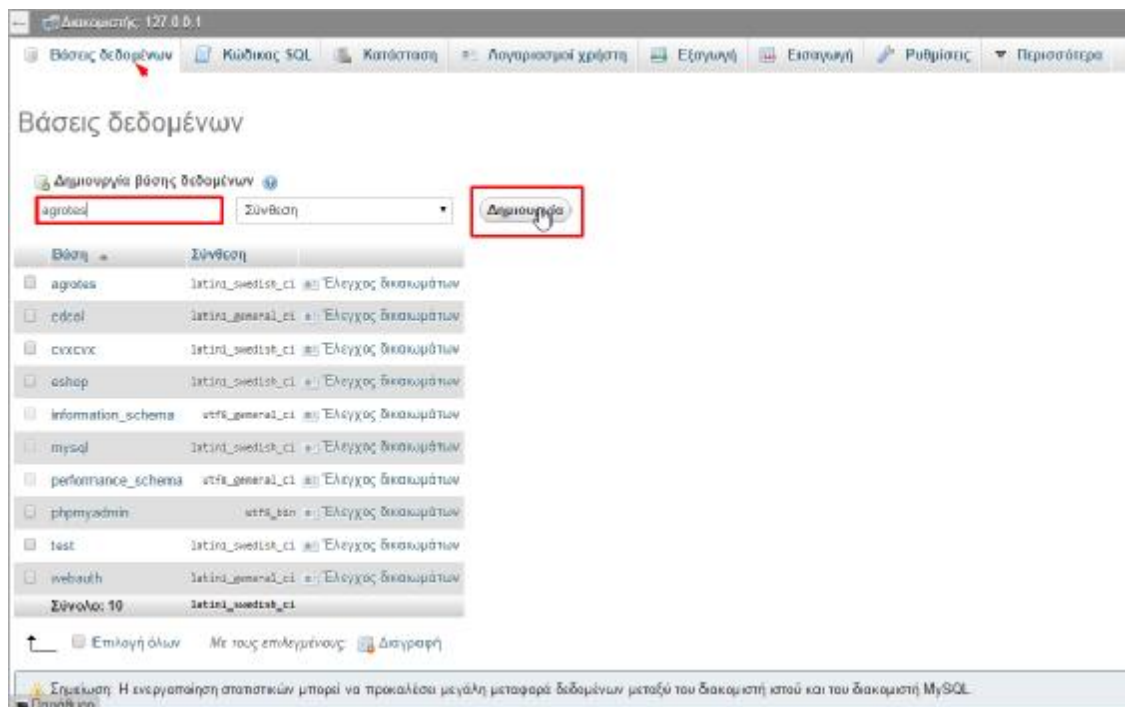 Διακομιστής: 127.0.0.1
Βάσεις δεδομένων Κώδικας SQL Κατάσταση Λογαριασμοί χρήστη Εξαγωγή Εισαγωγή Ρυθμίσεις Περισσότερα
Βάσεις δεδομένων
Δημιουργία βάσης δεδομένων
agrotes Σύνθεση Δημιουργία
Βάση Σύνθεση
agrotes latin1_swedish_ci Έλεγχος δικαιωμάτων
cdcol latin1_general_ci Έλεγχος δικαιωμάτων
cvxcvx latin1_swedish_ci Έλεγχος δικαιωμάτων
eshop latin1_swedish_ci Έλεγχος δικαιωμάτων
information_schema utf8_general_ci Έλεγχος δικαιωμάτων
mysql latin1_swedish_ci Έλεγχος δικαιωμάτων
performance_schema utf8_general_ci Έλεγχος δικαιωμάτων
phpmyadmin utf8_bin Έλεγχος δικαιωμάτων
test latin1_swedish_ci Έλεγχος δικαιωμάτων
webauth latin1_general_ci Έλεγχος δικαιωμάτων
Σύνολο: 10 latin1_swedish_ci
Επιλογή όλων Με τους επιλεγμένους: Διαγραφή
Σημείωση: Η ενεργοποίηση στατιστικών μπορεί να προκαλέσει μεγάλη μεταφορά δεδομένων μεταξύ του διακομιστή ιστού και του διακομιστή MySQL.
Παράθυρο